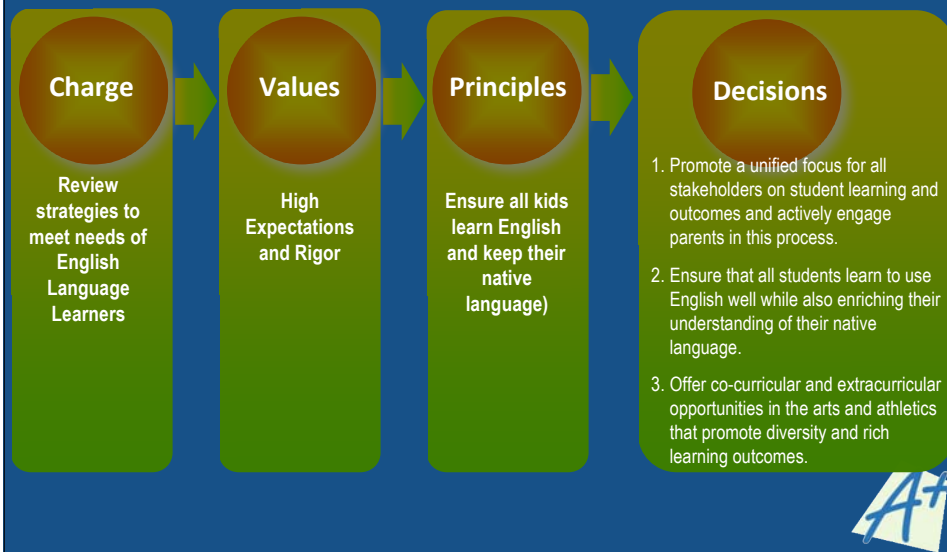 Charge
Review
strategies to
meet needs of
English
Language
Learners
Values
High
Expectations
and Rigor
Principles
Ensure all kids
learn English
and keep their
native
language)
Decisions
1. Promote a unified focus for all
stakeholders on student learning and
outcomes and actively engage
parents in this process.
2. Ensure that all students learn to use
English well while also enriching their
understanding of their native
language.
3. Offer co-curricular and extracurricular
opportunities in the arts and athletics
that promote diversity and rich
learning outcomes.
A+